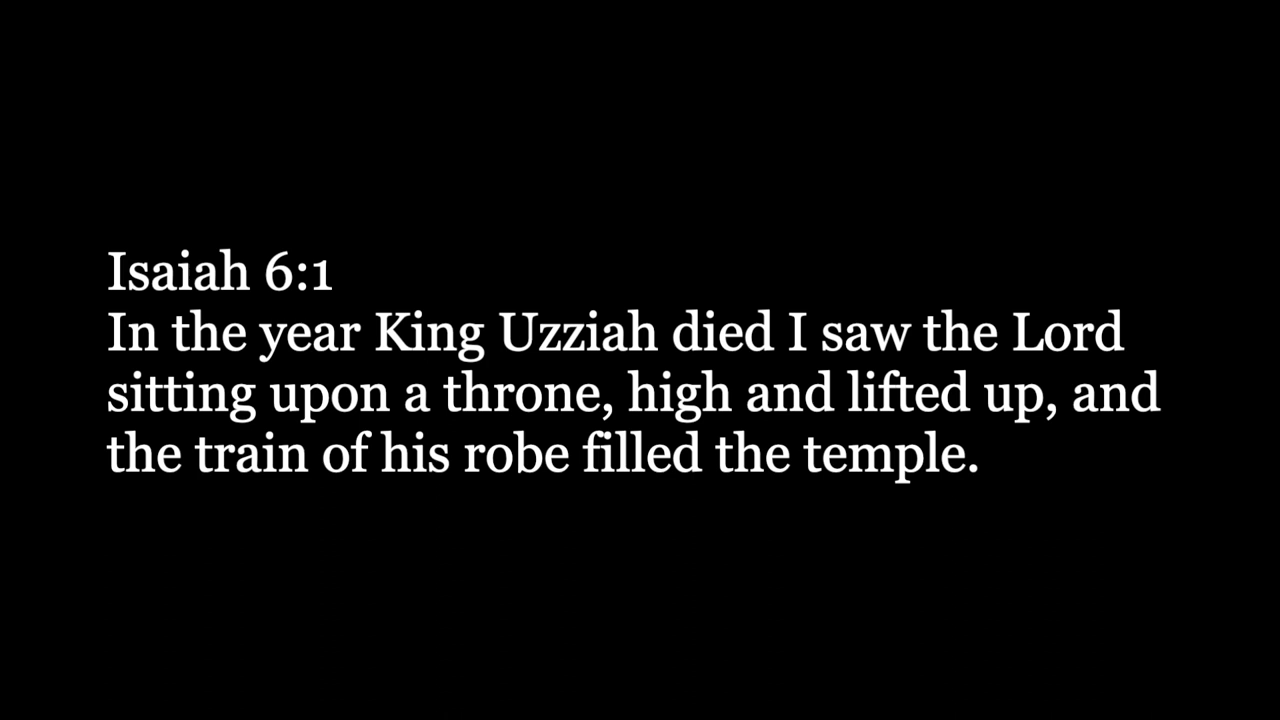 Isaiah 6:1
In the year King Uzziah died I saw the Lord
sitting upon a throne, high and lifted up, and
the train of his robe filled the temple.